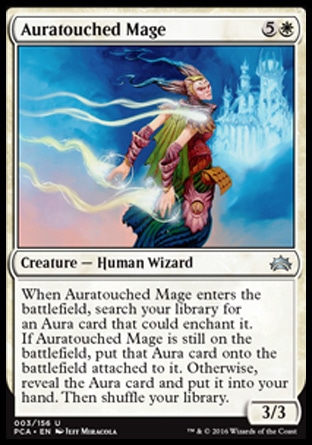 Auratouched Mage 5
Creature — Human Wizard
When Auratouched Mage enters the
battlefield, search your library for
an Aura card that could enchant it.
If Auratouched Mage is still on the
battlefield, put that Aura card onto the
battlefield attached to it. Otherwise,
reveal the Aura card and put it into your
hand. Then shuffle your library.
3/3
003/156 U
PCA • EN Jeff Miracola ™ & © 2016 Wizards of the Coast